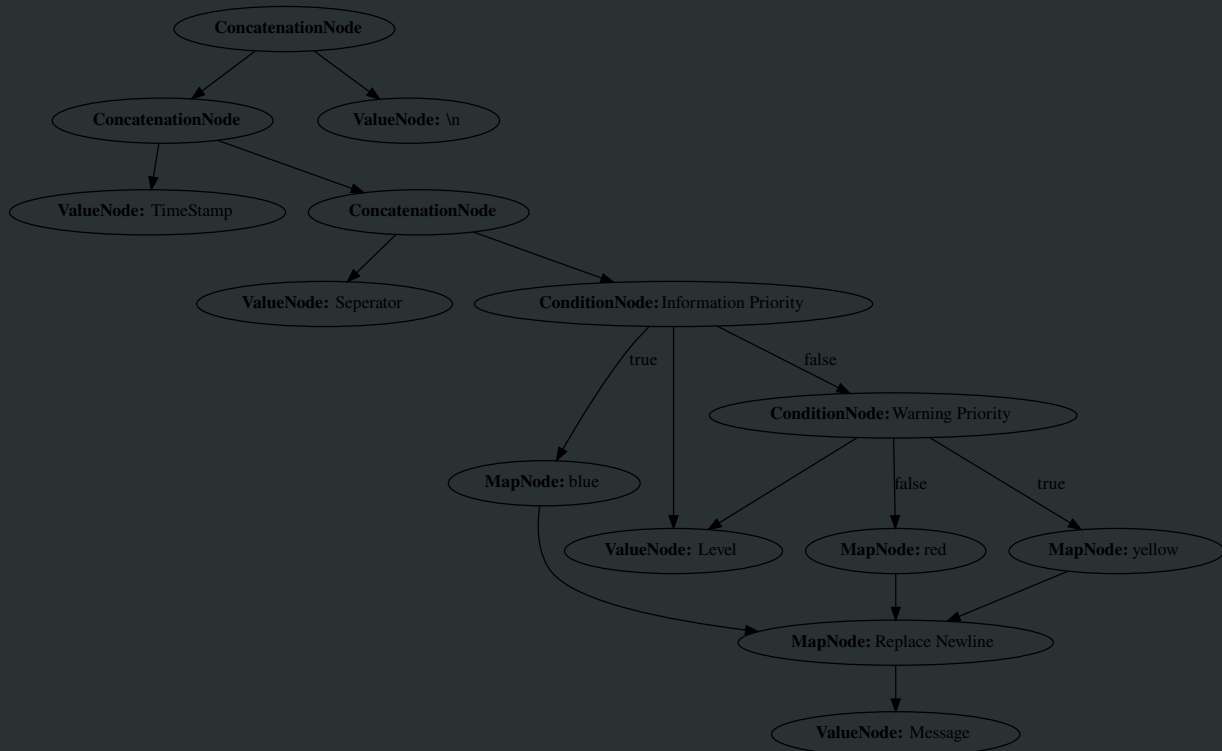 ConcatenationNode
ConcatenationNode
ValueNode: \n
ValueNode: TimeStamp
ConcatenationNode
ValueNode: Seperator
ConditionNode: Information Priority
true
false
ConditionNode: Warning Priority
MapNode: blue
false
true
ValueNode: Level
MapNode: red
MapNode: yellow
MapNode: Replace Newline
ValueNode: Message